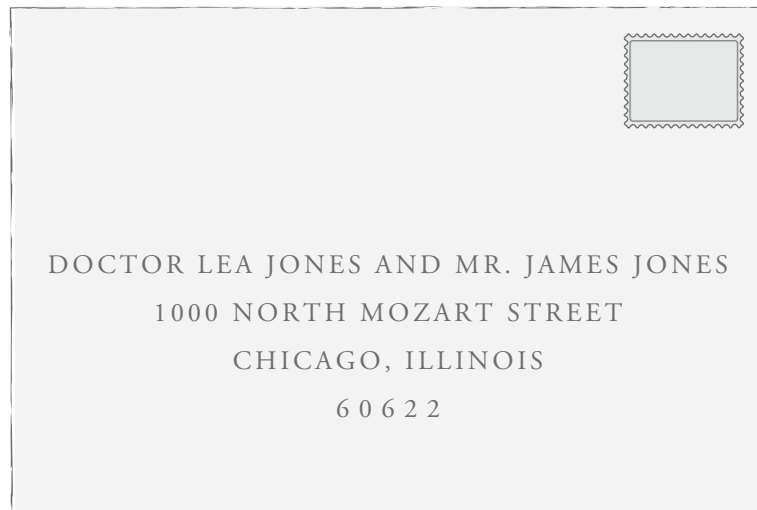 DOCTOR LEA JONES AND MR. JAMES JONES
1000 NORTH MOZART STREET
CHICAGO, ILLINOIS
60622